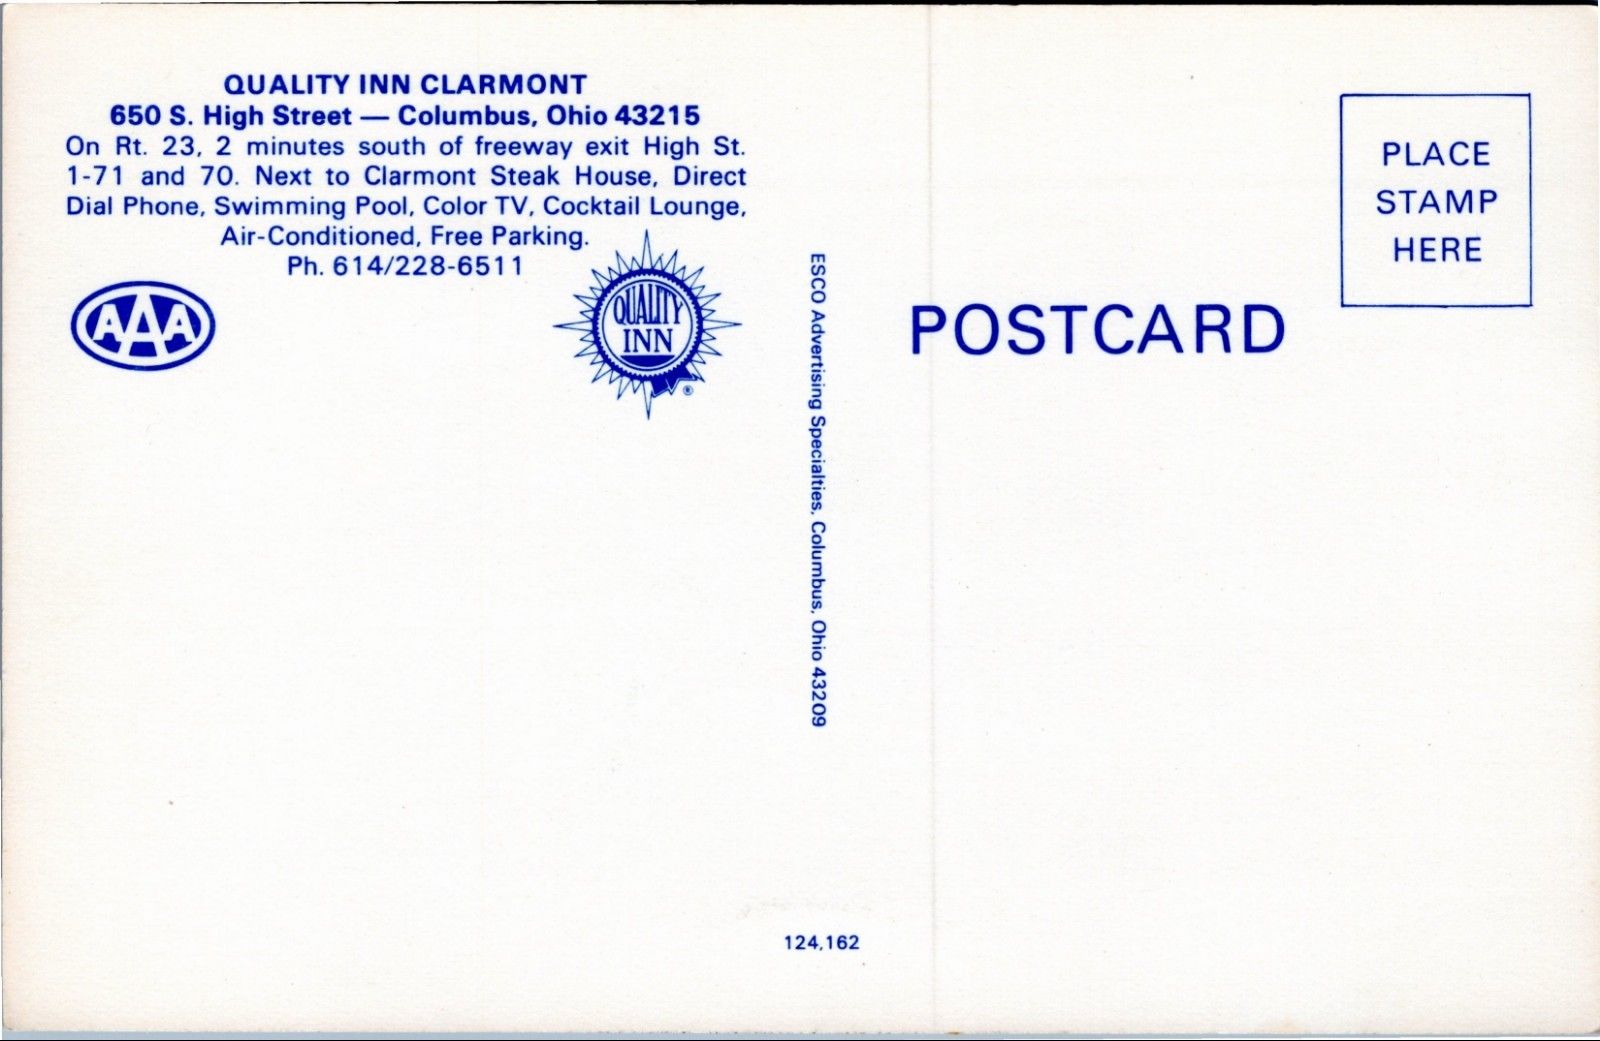 QUALITY INN CLARMONT
650 S. High Street — Columbus, Ohio 43215
On Rt. 23, 2 minutes south of freeway exit High St.
1-71 and 70. Next to Clarmont Steak House, Direct
Dial Phone, Swimming Pool, Color TV, Cocktail Lounge,
Air-Conditioned, Free Parking.
Ph. 614/228-6511
AAA
QUALITY
INN
®
ESCO Advertising Specialties, Columbus, Ohio 43209
124,162
PLACE
STAMP
HERE
POSTCARD